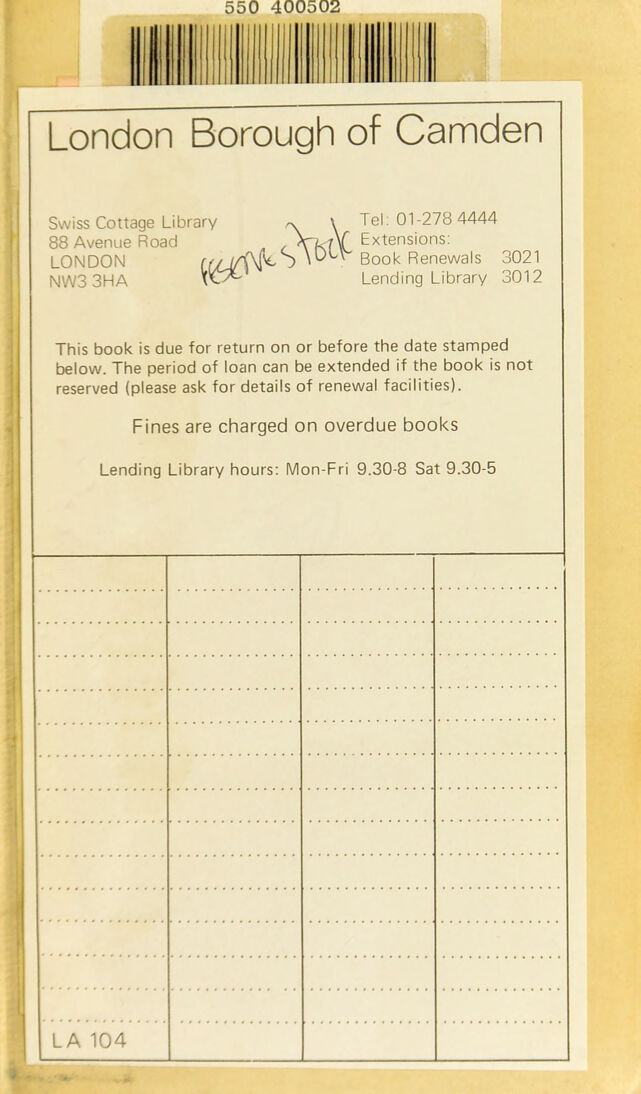 550 400502
London Borough of Camden
Swiss Cottage Library
88 Avenue Road
LONDON
NW3 3HA
reserve stock
Tel: 01-278 4444
Extensions:
Book Renewals 3021
Lending Library 3012
This book is due for return on or before the date stamped
below. The period of loan can be extended if the book is not
reserved (please ask for details of renewal facilities).
Fines are charged on overdue books
Lending Library hours: Mon-Fri 9.30-8 Sat 9.30-5
LA 104